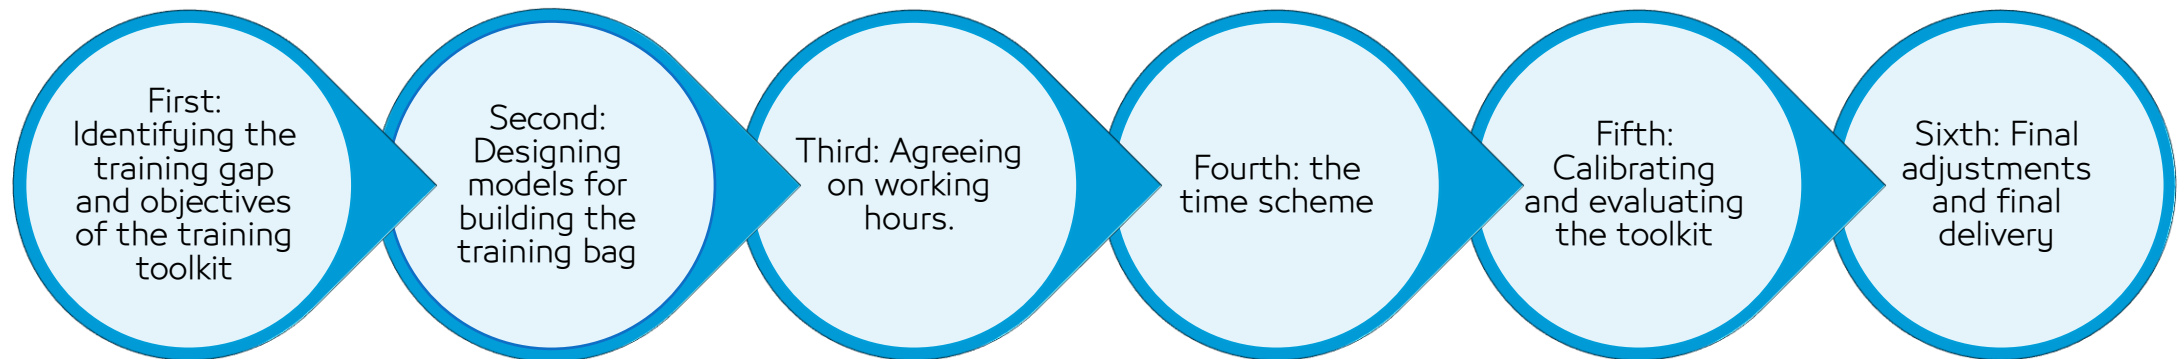 First:
Identifying the
training gap
and objectives
of the training
toolkit
Second:
Designing
models for
building the
training bag
Third: Agreeing
on working
hours.
Fourth: the
time scheme
Fifth:
Calibrating
and evaluating
the toolkit
Sixth: Final
adjustments
and final
delivery